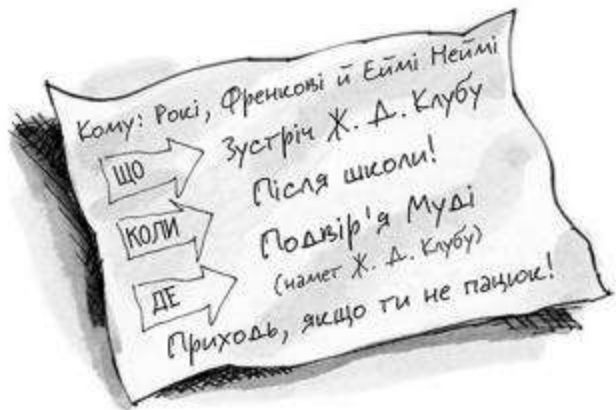 Кому: Рокі, Френкові й Еймі Неймі
ЩО Зустріч Ж. Д. Клубу
КОЛИ Після школи!
ДЕ Подвір'я Муді
(намет Ж. Д. Клубу)
Приходь, якщо ти не пацюк!